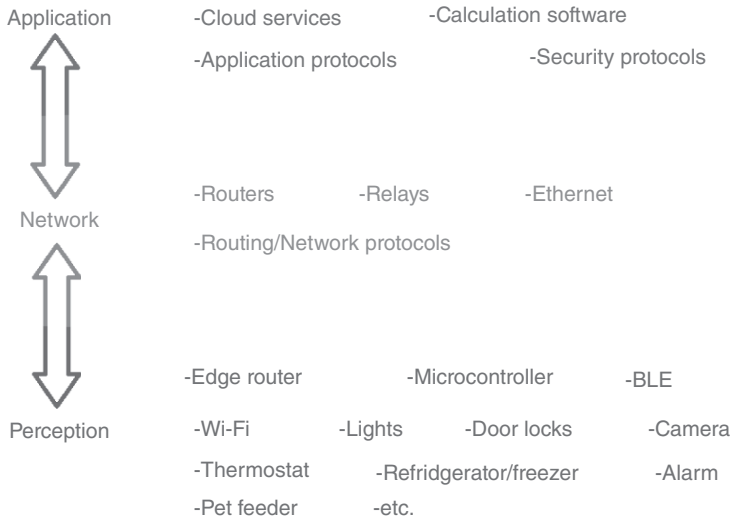 Application -Cloud services -Calculation software
-Application protocols -Security protocols
-Routers -Relays -Ethernet
Network
-Routing/Network protocols
-Edge router -Microcontroller -BLE
Perception -Wi-Fi -Lights -Door locks -Camera
-Thermostat -Refridgerator/freezer -Alarm
-Pet feeder -etc.